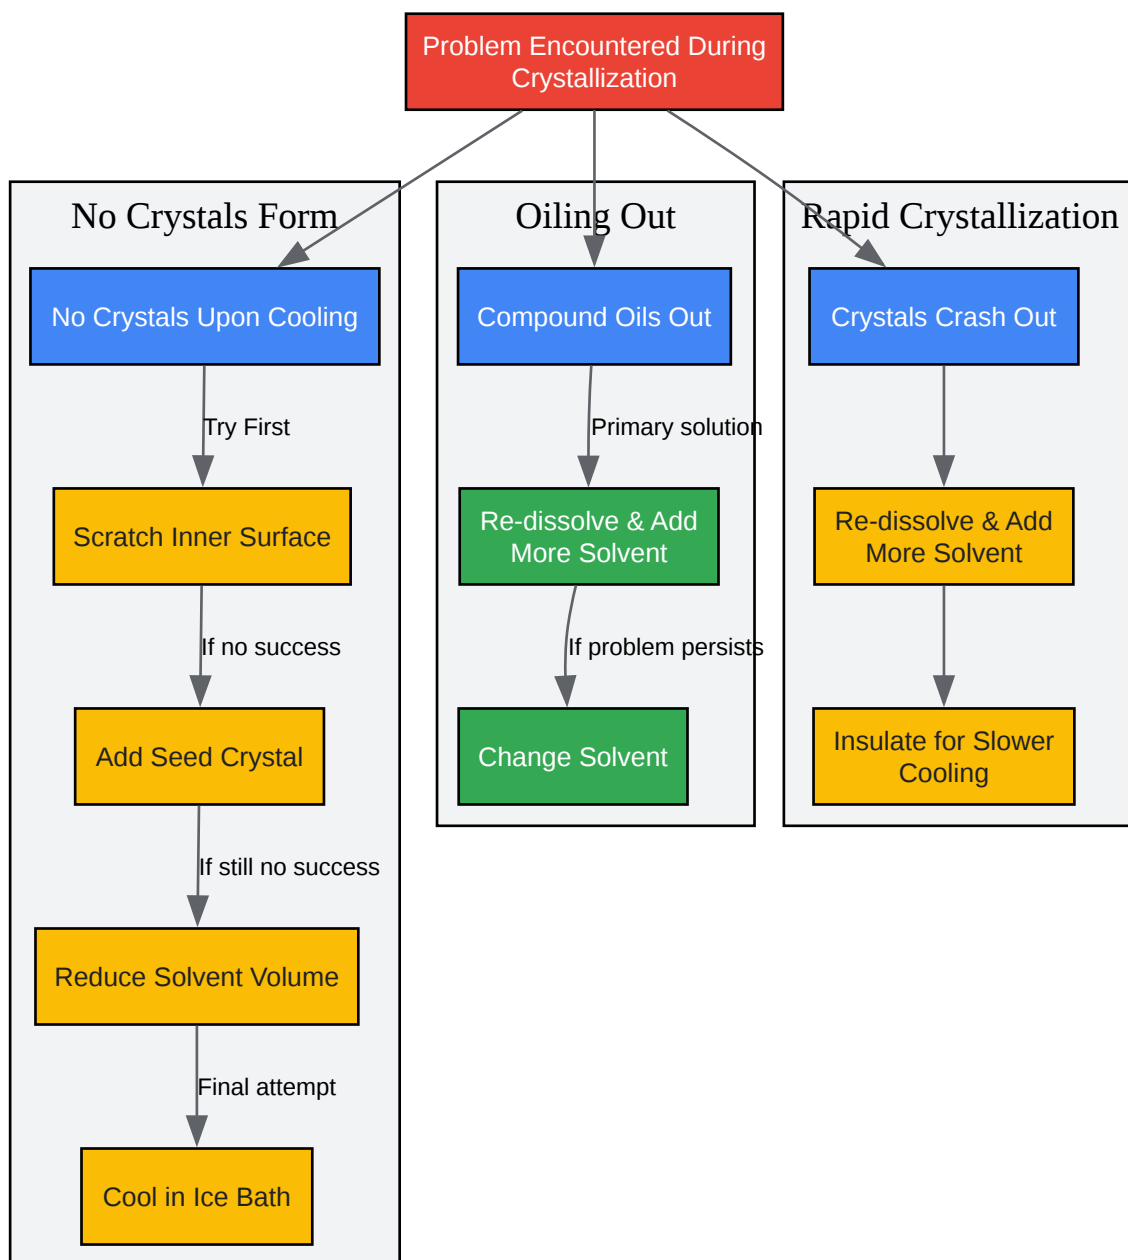 Problem Encountered During
Crystallization
No Crystals Form
No Crystals Upon Cooling
Try First
Scratch Inner Surface
If no success
Add Seed Crystal
If still no success
Reduce Solvent Volume
Final attempt
Cool in Ice Bath
Oiling Out
Compound Oils Out
Primary solution
Re-dissolve & Add
More Solvent
If problem persists
Change Solvent
Rapid Crystallization
Crystals Crash Out
Re-dissolve & Add
More Solvent
Insulate for Slower
Cooling